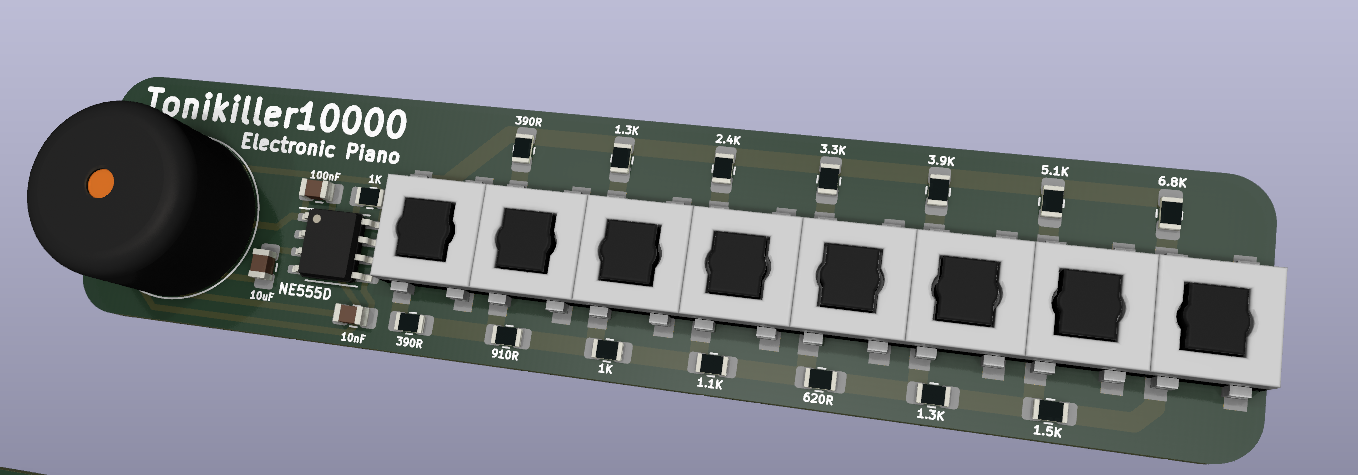 Tonikiller10000
Electronic Piano
390R
1.3K
2.4K
3.3K
3.9K
5.1K
6.8K
100nF
1K
10uF
NE555D
10nF
390R
910R
1K
1.1K
620R
1.3K
1.5K